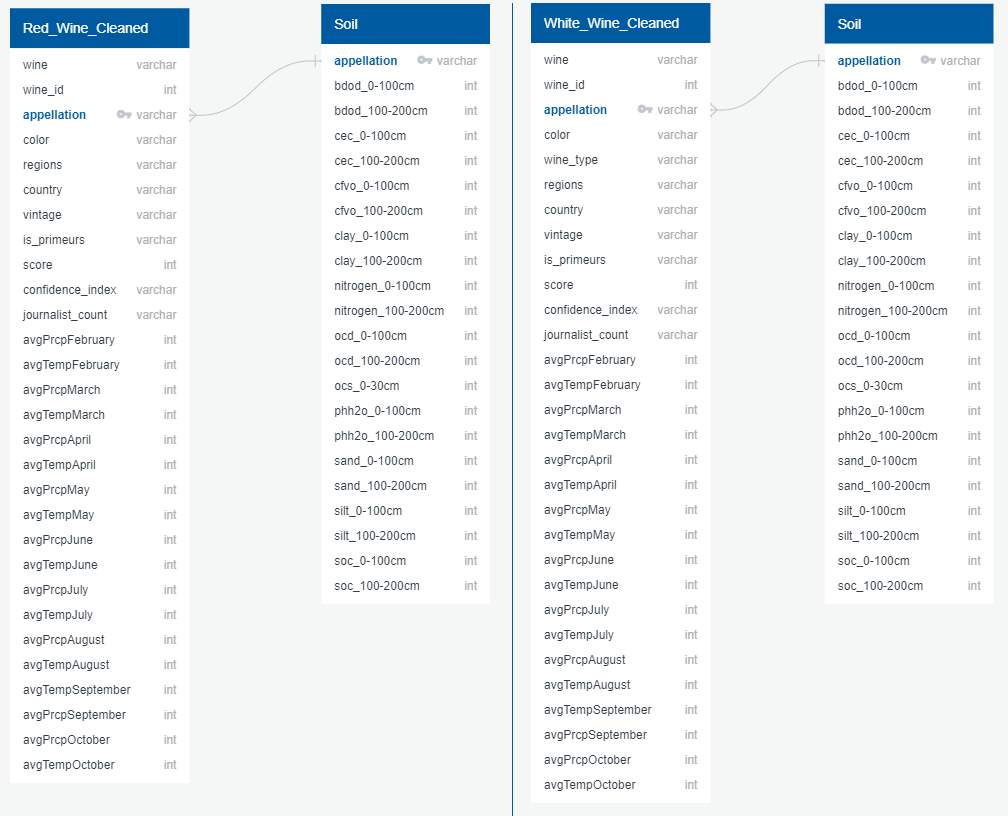 Red_Wine_Cleaned
wine varchar
wine_id int
appellation varchar
color varchar
regions varchar
country varchar
vintage varchar
is_primeurs varchar
score int
confidence_index varchar
journalist_count varchar
avgPrcpFebruary int
avgTempFebruary int
avgPrcpMarch int
avgTempMarch int
avgPrcpApril int
avgTempApril int
avgPrcpMay int
avgTempMay int
avgPrcpJune int
avgTempJune int
avgPrcpJuly int
avgTempJuly int
avgPrcpAugust int
avgTempAugust int
avgTempSeptember int
avgPrcpSeptember int
avgPrcpOctober int
avgTempOctober int
Soil
appellation varchar
bdod_0-100cm int
bdod_100-200cm int
cec_0-100cm int
cec_100-200cm int
cfvo_0-100cm int
cfvo_100-200cm int
clay_0-100cm int
clay_100-200cm int
nitrogen_0-100cm int
nitrogen_100-200cm int
ocd_0-100cm int
ocd_100-200cm int
ocs_0-30cm int
phh2o_0-100cm int
phh2o_100-200cm int
sand_0-100cm int
sand_100-200cm int
silt_0-100cm int
silt_100-200cm int
soc_0-100cm int
soc_100-200cm int
White_Wine_Cleaned
wine varchar
wine_id int
appellation varchar
color varchar
wine_type varchar
regions varchar
country varchar
vintage varchar
is_primeurs varchar
score int
confidence_index varchar
journalist_count varchar
avgPrcpFebruary int
avgTempFebruary int
avgPrcpMarch int
avgTempMarch int
avgPrcpApril int
avgTempApril int
avgPrcpMay int
avgTempMay int
avgPrcpJune int
avgTempJune int
avgPrcpJuly int
avgTempJuly int
avgPrcpAugust int
avgTempAugust int
avgTempSeptember int
avgPrcpSeptember int
avgPrcpOctober int
avgTempOctober int
Soil
appellation varchar
bdod_0-100cm int
bdod_100-200cm int
cec_0-100cm int
cec_100-200cm int
cfvo_0-100cm int
cfvo_100-200cm int
clay_0-100cm int
clay_100-200cm int
nitrogen_0-100cm int
nitrogen_100-200cm int
ocd_0-100cm int
ocd_100-200cm int
ocs_0-30cm int
phh2o_0-100cm int
phh2o_100-200cm int
sand_0-100cm int
sand_100-200cm int
silt_0-100cm int
silt_100-200cm int
soc_0-100cm int
soc_100-200cm int